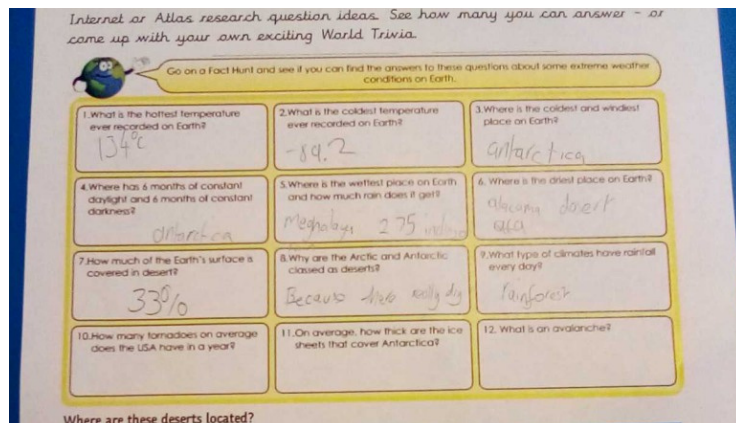 Internet or Atlas research question ideas. See how many you can answer – or
come up with your own exciting World Trivia.
Go on a Fact Hunt and see if you can find the answers to these questions about some extreme weather
conditions on Earth.
1.What is the hottest temperature
ever recorded on Earth?
134°C
2.What is the coldest temperature
ever recorded on Earth?
-89.2
3.Where is the coldest and windiest
place on Earth?
antarctica
4.Where has 6 months of constant
daylight and 6 months of constant
darkness?
antarctica
5.Where is the wettest place on Earth
and how much rain does it get?
Meghalaya 275
6. Where is the driest place on Earth?
desert
7.How much of the Earth's surface is
covered in desert?
33%
8.Why are the Arctic and Antarctic
classed as deserts?
Because really dry
9.What type of climates have rainfall
every day?
rainforest
10.How many tornadoes on average
does the USA have in a year?
11.On average, how thick are the ice
sheets that cover Antarctica?
12. What is an avalanche?
Where are these deserts located?